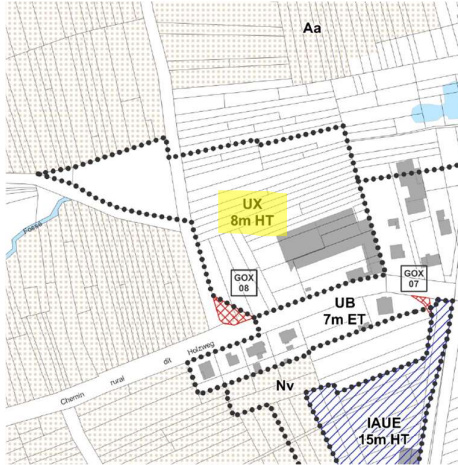 Aa
UX
8m HT
Fossé
GOX
08
GOX
07
UB
7m ET
Chemin rural dit Holzweg
Nv
IAUE
15m HT